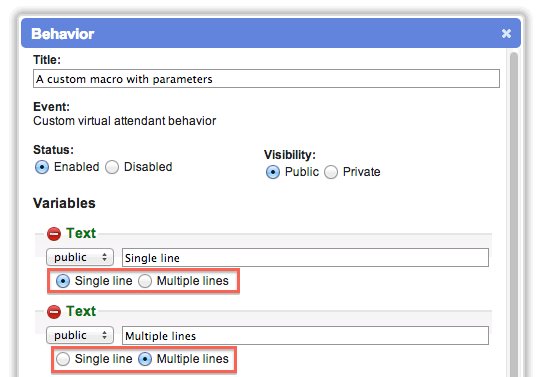 Behavior
Title:
A custom macro with parameters
Event:
Custom virtual attendant behavior
Status:
Enabled Disabled
Visibility:
Public Private
Variables
Text
public Single line
Single line Multiple lines
Text
public Multiple lines
Single line Multiple lines